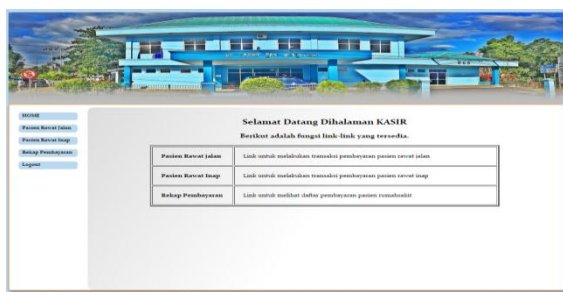 HOME
Pasien Rawat Jalan
Pasien Rawat Inap
Rekap Pembayaran
Logout
Selamat Datang Dihalaman KASIR
Berikut adalah fungsi link-link yang tersedia.
Pasien Rawat jalan Link untuk melakukan transaksi pembayaran pasien rawat jalan
Pasien Rawat Inap Link untuk melakukan transaksi pembayaran pasien rawat inap
Rekap Pembayaran Link untuk melihat daftar pembayaran pasien rumahsakit